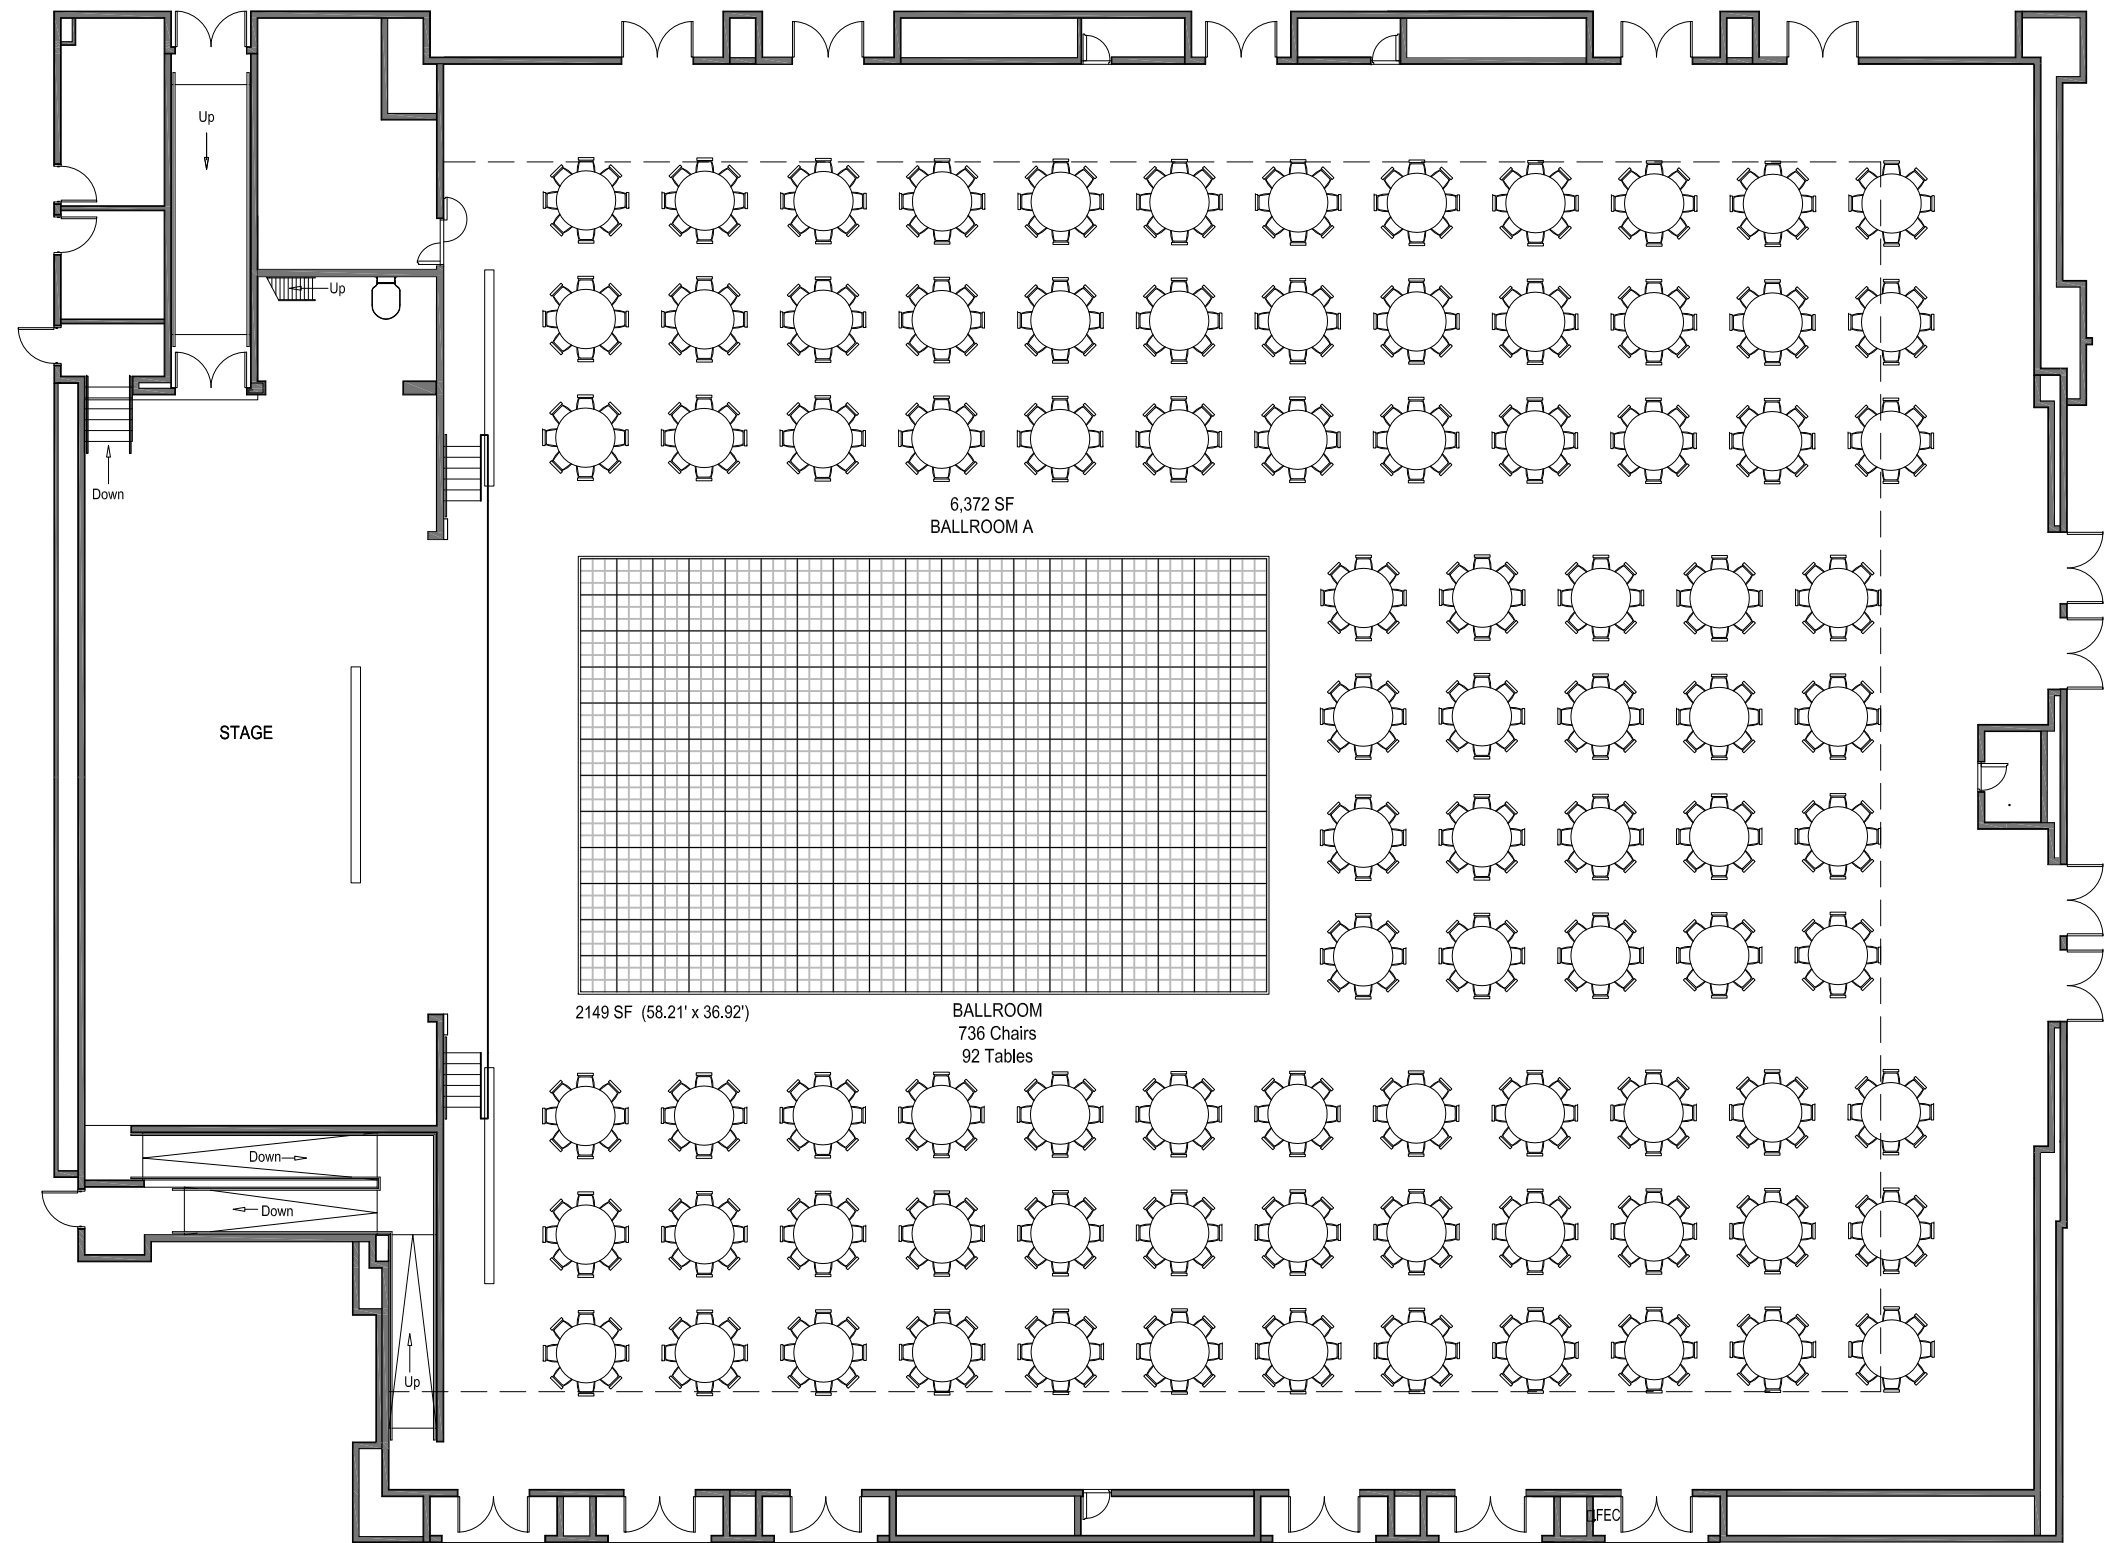 Up
Up
Down
6,372 SF
BALLROOM A
STAGE
2149 SF (58.21' x 36.92')
BALLROOM
736 Chairs
92 Tables
Down
Down
Up
FEC